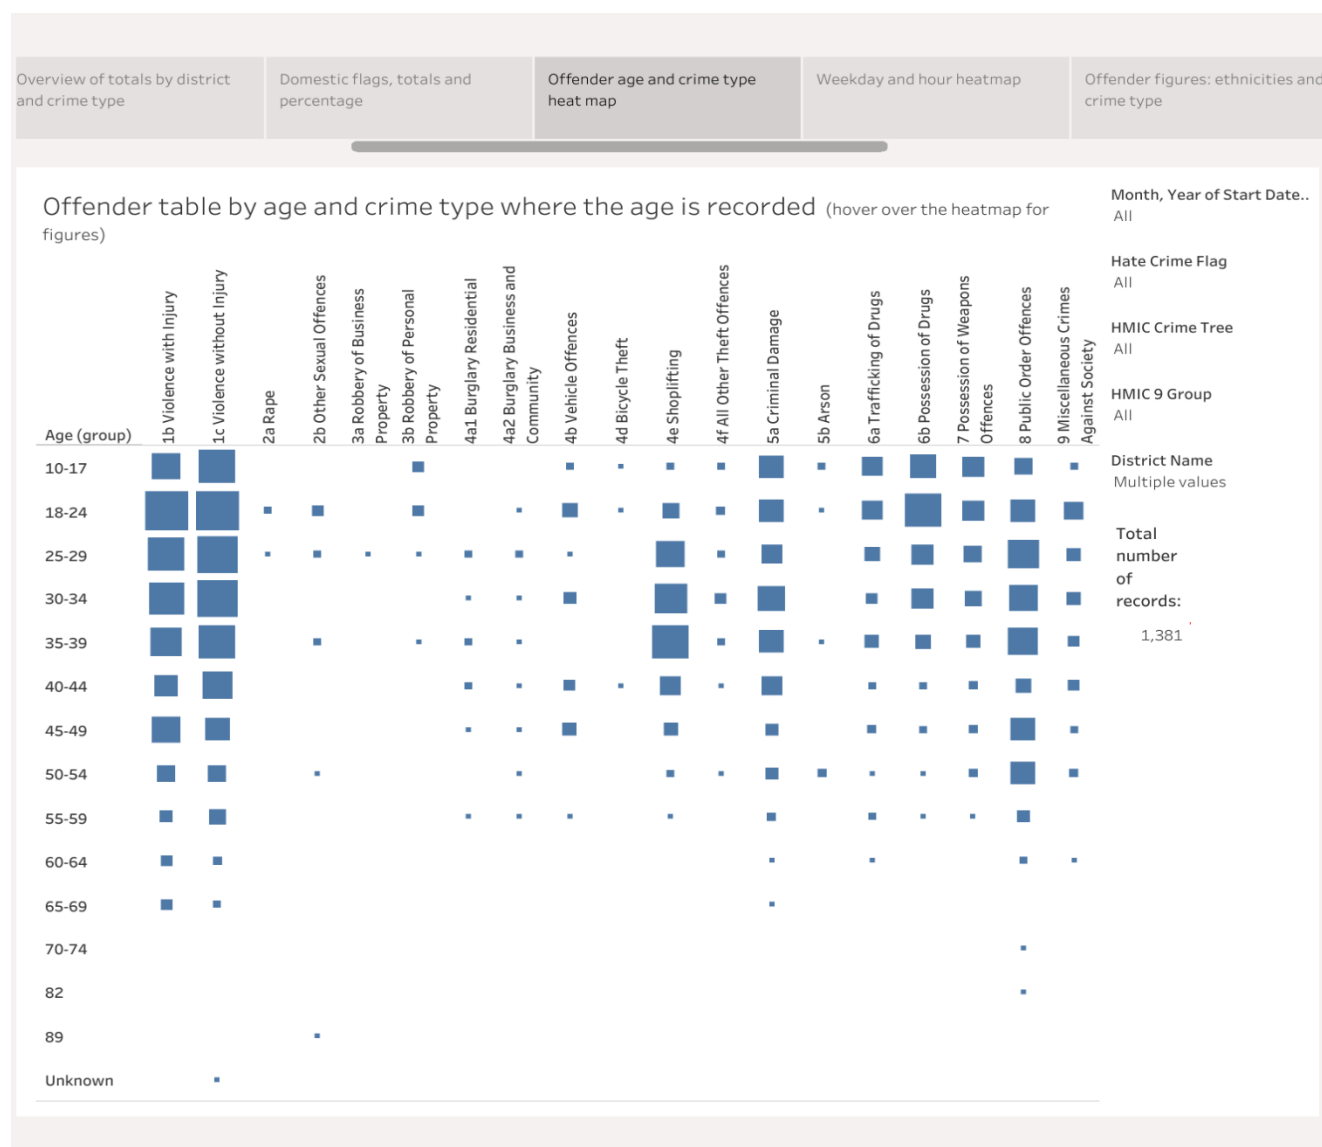 Overview of totals by district
and crime type
Domestic flags, totals and
percentage
Offender age and crime type
heat map
Weekday and hour heatmap
Offender figures: ethnicities and
crime type
Offender table by age and crime type where the age is recorded (hover over the heatmap for
figures)
Age (group)
1b Violence with Injury
1c Violence without Injury
2a Rape
2b Other Sexual Offences
3a Robbery of Business
Property
3b Robbery of Personal
Property
4a1 Burglary Residential
4a2 Burglary Business and
Community
4b Vehicle Offences
4d Bicycle Theft
4e Shoplifting
4f All Other Theft Offences
5a Criminal Damage
5b Arson
6a Trafficking of Drugs
6b Possession of Drugs
7 Possession of Weapons
Offences
8 Public Order Offences
9 Miscellaneous Crimes
Against Society
10-17
18-24
25-29
30-34
35-39
40-44
45-49
50-54
55-59
60-64
65-69
70-74
82
89
Unknown
Month, Year of Start Date..
All
Hate Crime Flag
All
HMIC Crime Tree
All
HMIC 9 Group
All
District Name
Multiple values
Total
number
of
records:
1,381